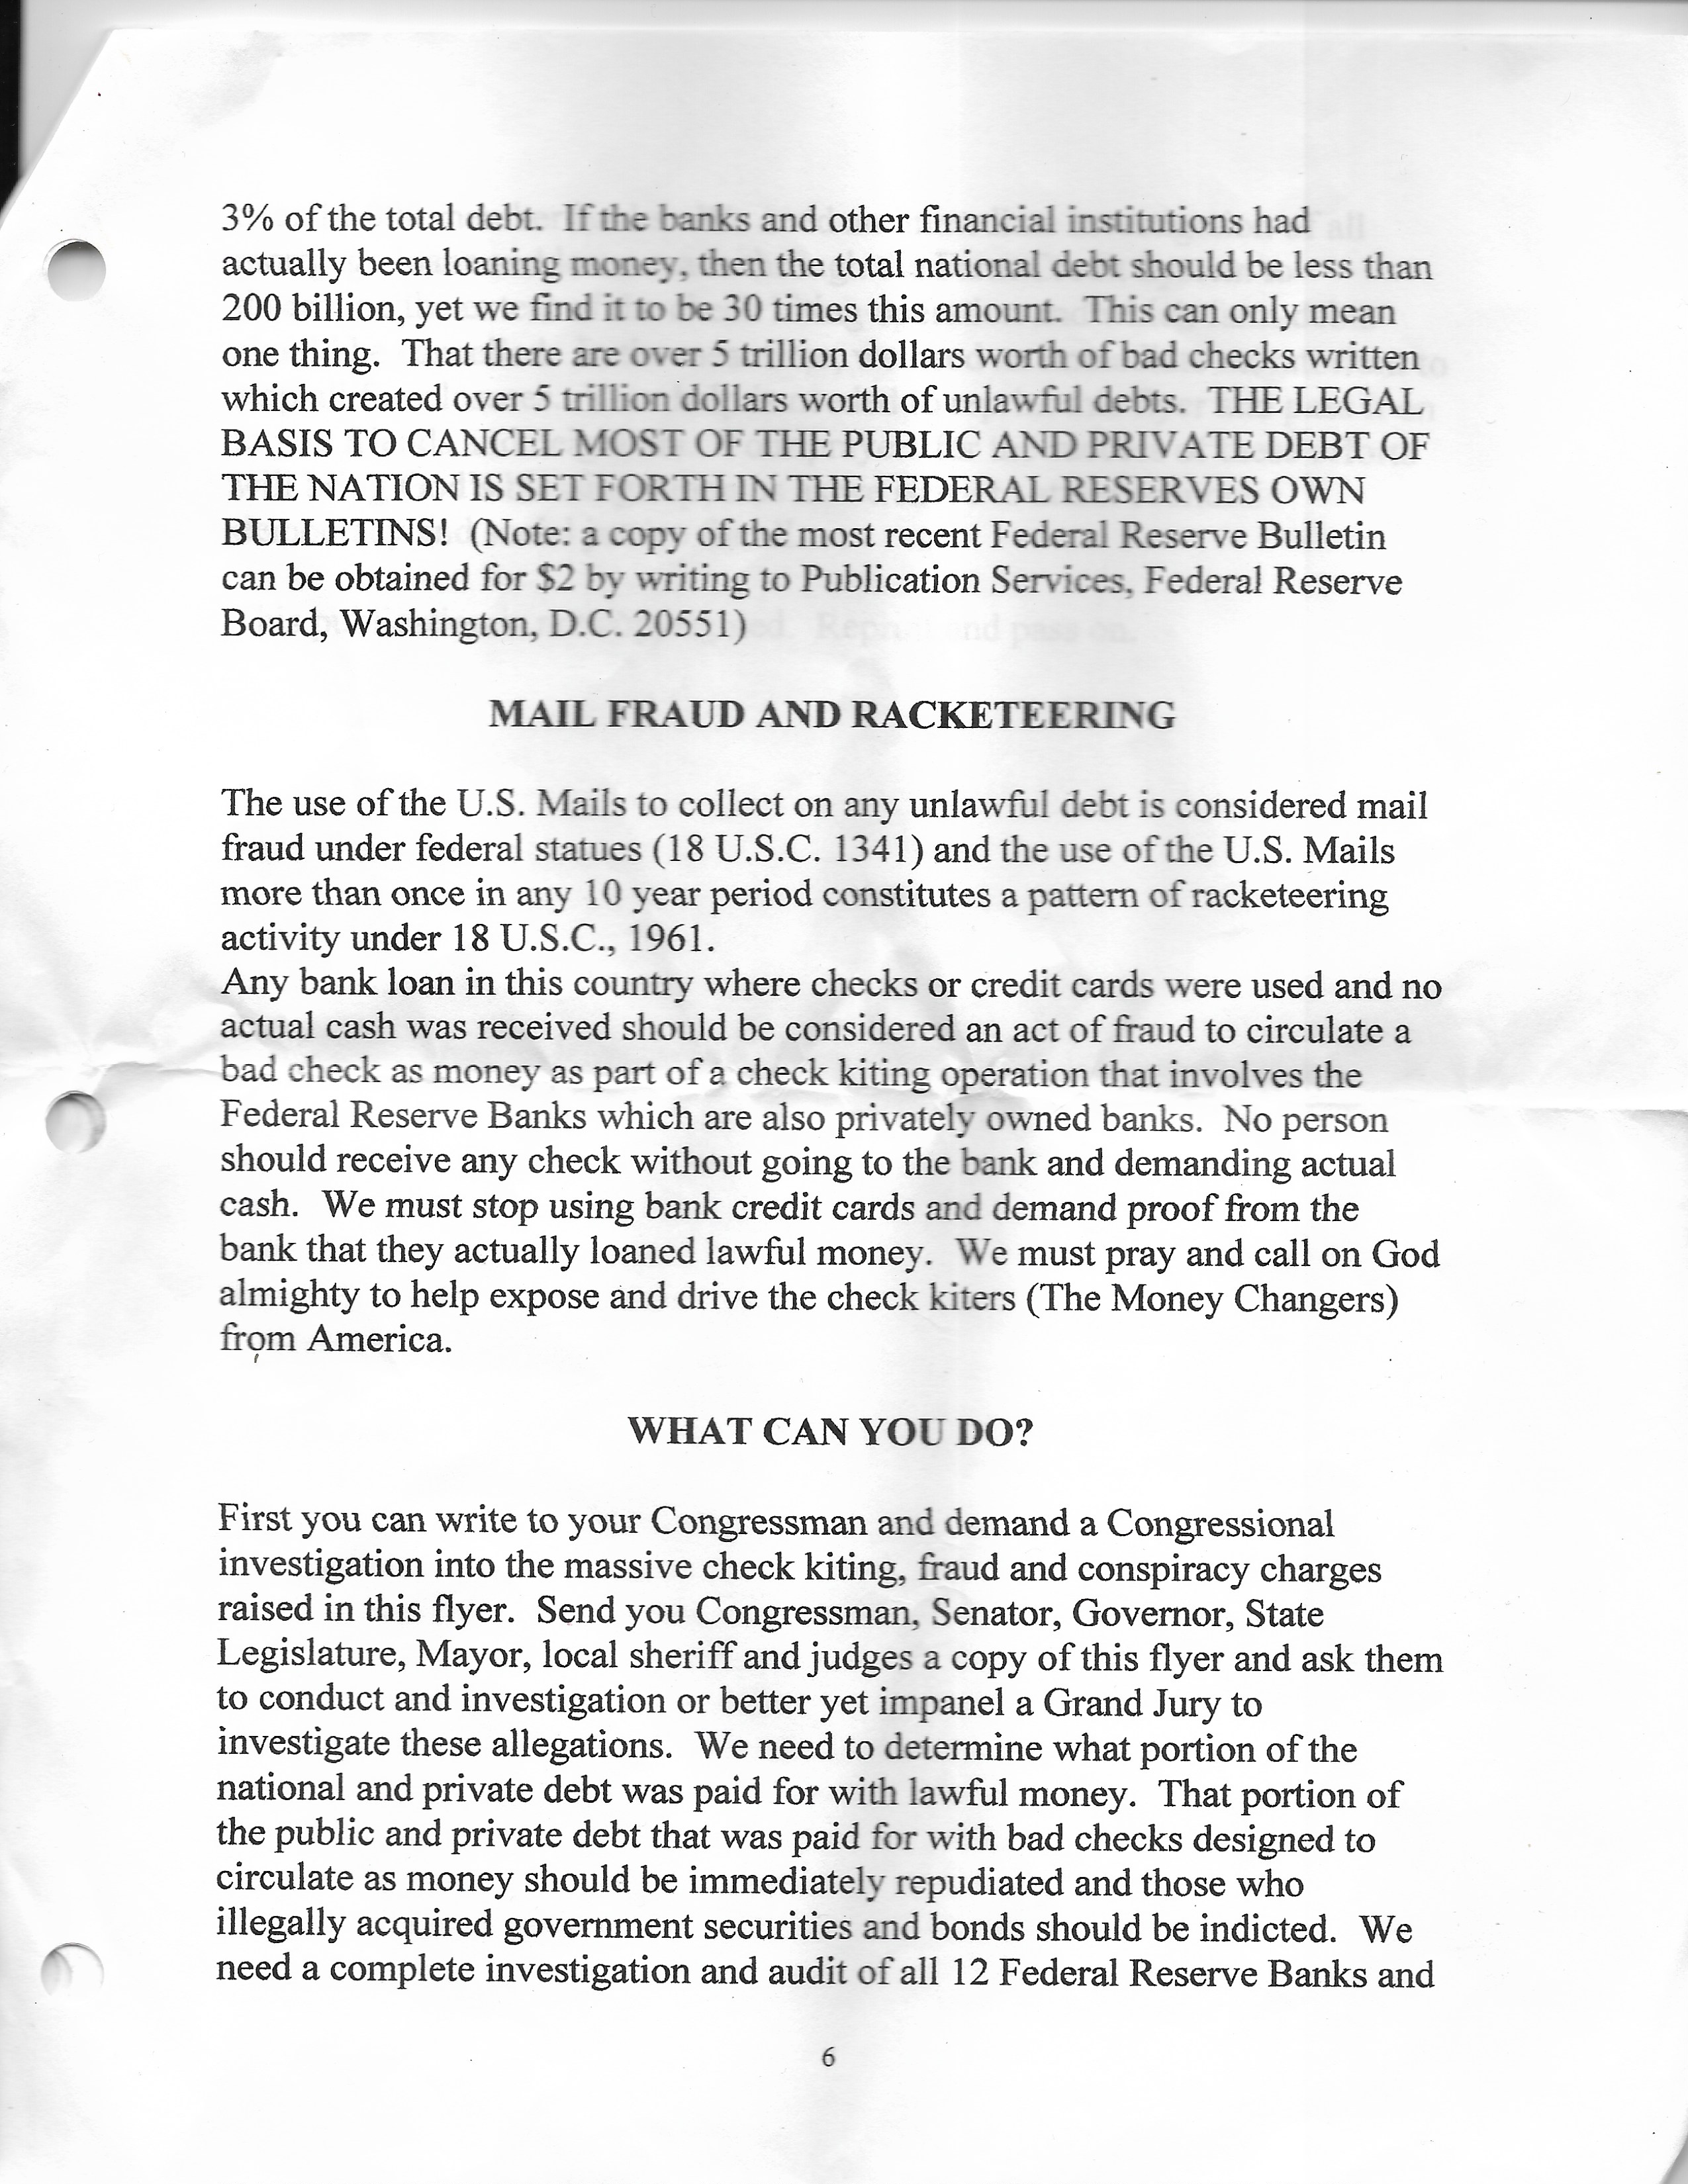 3% of the total debt.  If the banks and other financial institutions had
actually been loaning money, then the total national debt should be less than
200 billion, yet we find it to be 30 times this amount.  This can only mean
one thing.  That there are over 5 trillion dollars worth of bad checks written
which created over 5 trillion dollars worth of unlawful debts.  THE LEGAL
BASIS TO CANCEL MOST OF THE PUBLIC AND PRIVATE DEBT OF
THE NATION IS SET FORTH IN THE FEDERAL RESERVES OWN
BULLETINS!  (Note: a copy of the most recent Federal Reserve Bulletin
can be obtained for $2 by writing to Publication Services, Federal Reserve
Board, Washington, D.C. 20551)
MAIL FRAUD AND RACKETEERING
The use of the U.S. Mails to collect on any unlawful debt is considered mail
fraud under federal statues (18 U.S.C. 1341) and the use of the U.S. Mails
more than once in any 10 year period constitutes a pattern of racketeering
activity under 18 U.S.C., 1961.
Any bank loan in this country where checks or credit cards were used and no
actual cash was received should be considered an act of fraud to circulate a
bad check as money as part of a check kiting operation that involves the
Federal Reserve Banks which are also privately owned banks.  No person
should receive any check without going to the bank and demanding actual
cash.  We must stop using bank credit cards and demand proof from the
bank that they actually loaned lawful money.  We must pray and call on God
almighty to help expose and drive the check kiters (The Money Changers)
from America.
WHAT CAN YOU DO?
First you can write to your Congressman and demand a Congressional
investigation into the massive check kiting, fraud and conspiracy charges
raised in this flyer.  Send you Congressman, Senator, Governor, State
Legislature, Mayor, local sheriff and judges a copy of this flyer and ask them
to conduct and investigation or better yet impanel a Grand Jury to
investigate these allegations.  We need to determine what portion of the
national and private debt was paid for with lawful money.  That portion of
the public and private debt that was paid for with bad checks designed to
circulate as money should be immediately repudiated and those who
illegally acquired government securities and bonds should be indicted.  We
need a complete investigation and audit of all 12 Federal Reserve Banks and
6